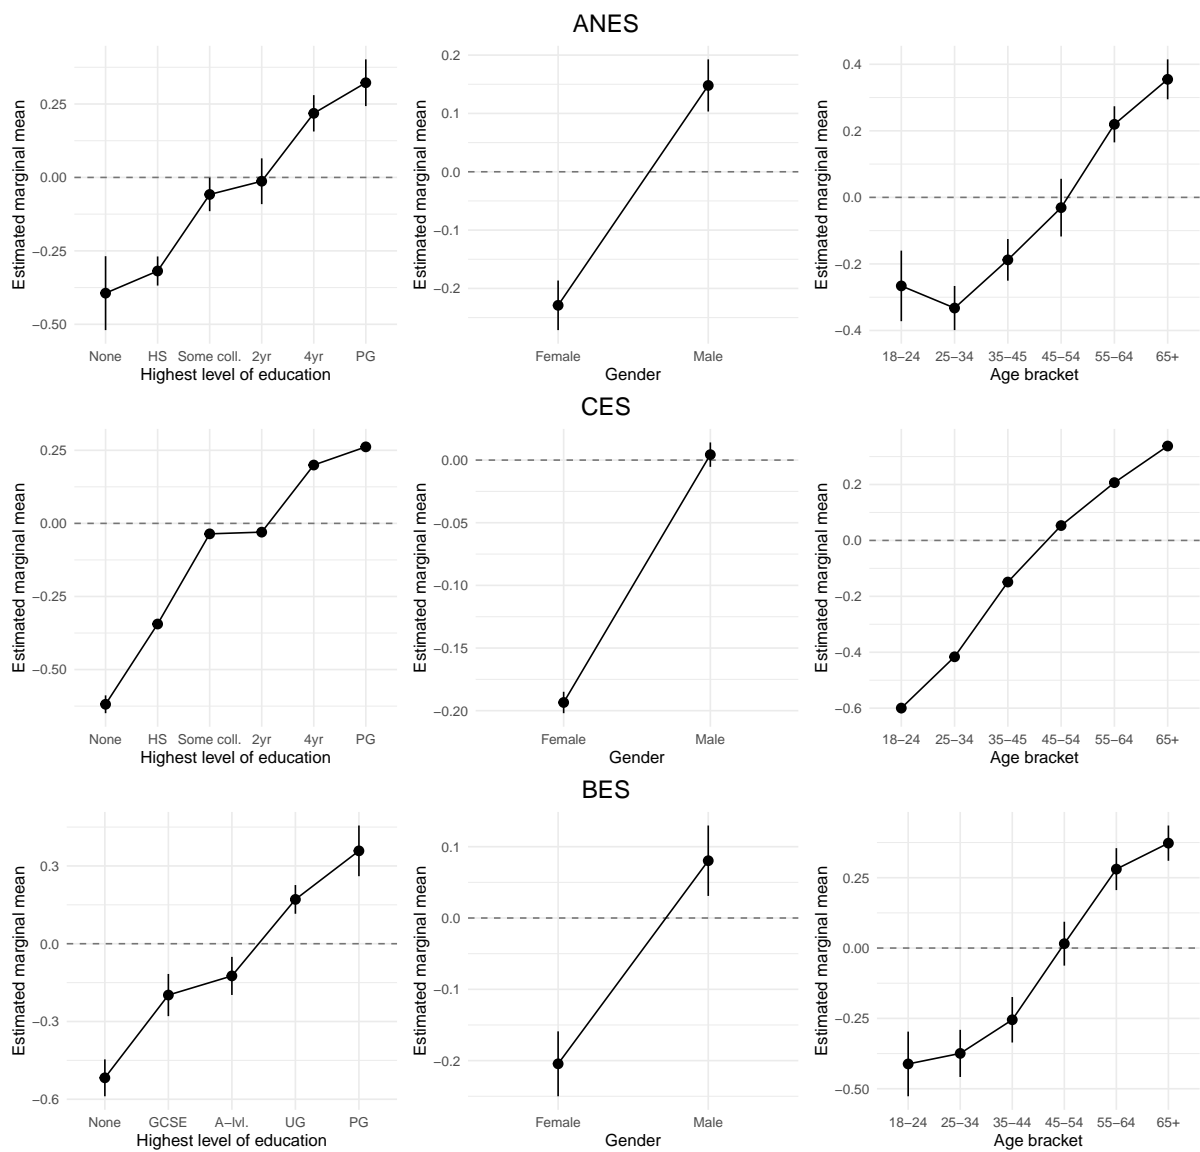 ANES
Estimated marginal mean
0.25
0.00
−0.25
−0.50
None HS Some coll. 2yr 4yr PG
Highest level of education
Estimated marginal mean
0.2
0.1
0.0
−0.1
−0.2
Female Male
Gender
Estimated marginal mean
0.4
0.2
0.0
−0.2
−0.4
18−24 25−34 35−45 45−54 55−64 65+
Age bracket
CES
Estimated marginal mean
0.25
0.00
−0.25
−0.50
None HS Some coll. 2yr 4yr PG
Highest level of education
Estimated marginal mean
0.00
−0.05
−0.10
−0.15
−0.20
Female Male
Gender
Estimated marginal mean
0.2
0.0
−0.2
−0.4
−0.6
18−24 25−34 35−45 45−54 55−64 65+
Age bracket
BES
Estimated marginal mean
0.3
0.0
−0.3
−0.6
None GCSE A−lvl. UG PG
Highest level of education
Estimated marginal mean
0.1
0.0
−0.1
−0.2
Female Male
Gender
Estimated marginal mean
0.25
0.00
−0.25
−0.50
18−24 25−34 35−44 45−54 55−64 65+
Age bracket